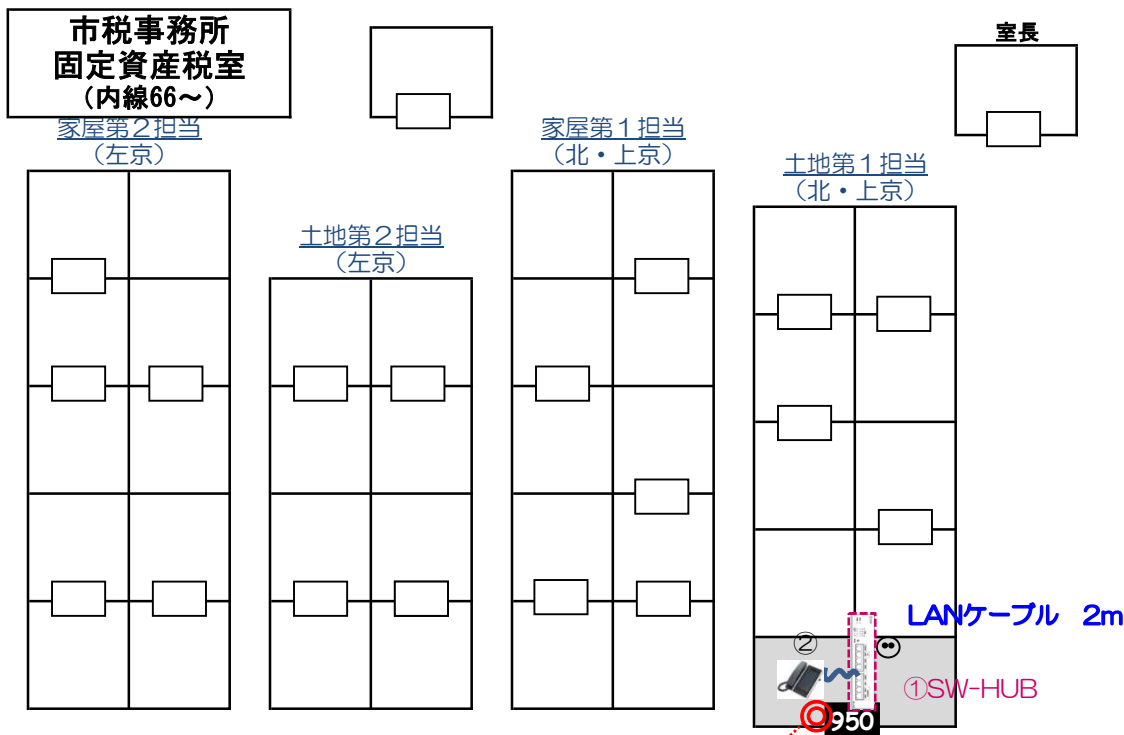 市税事務所
固定資産税室
（内線66～）
室長
家屋第２担当
（左京）
家屋第１担当
（北・上京）
土地第１担当
（北・上京）
土地第２担当
（左京）
LANケーブル　2m
②
①SW-HUB
950